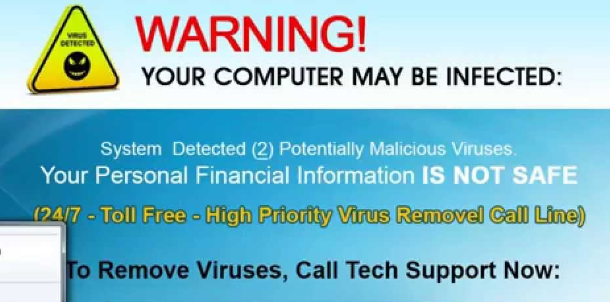 VIRUS
DETECTED
WARNING!
YOUR COMPUTER MAY BE INFECTED:
System Detected (2) Potentially Malicious Viruses.
Your Personal Financial Information IS NOT SAFE
(24/7 - Toll Free - High Priority Virus Removel Call Line)
To Remove Viruses, Call Tech Support Now: